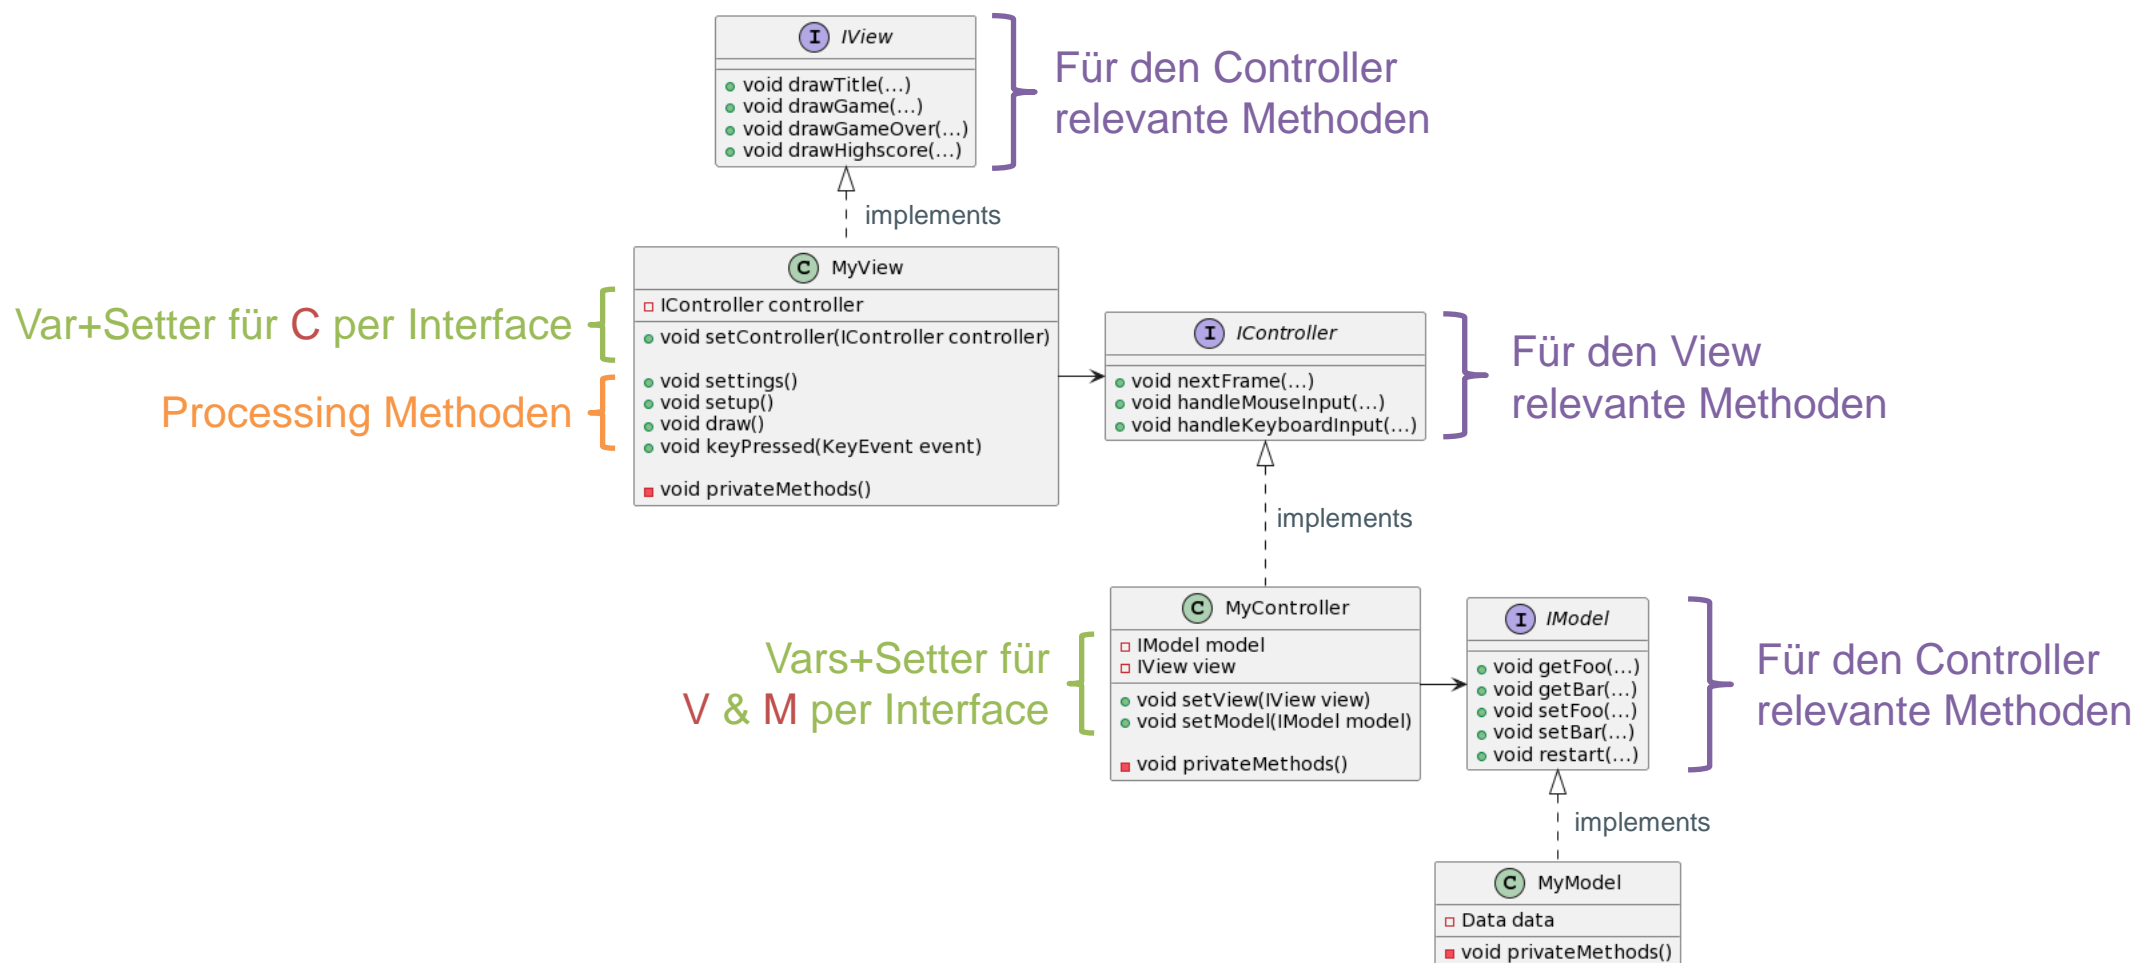 I IView
void drawTitle(...)
void drawGame(...)
void drawGameOver(...)
void drawHighscore(...)
Für den Controller
relevante Methoden
implements
C MyView
IController controller
void setController(IController controller)
void settings()
void setup()
void draw()
void keyPressed(KeyEvent event)
void privateMethods()
Var+Setter für C per Interface
Processing Methoden
I IController
void nextFrame(...)
void handleMouseInput(...)
void handleKeyboardInput(...)
Für den View
relevante Methoden
implements
C MyController
IModel model
IView view
void setView(IView view)
void setModel(IModel model)
void privateMethods()
Vars+Setter für
V & M per Interface
I IModel
void getFoo(...)
void getBar(...)
void setFoo(...)
void setBar(...)
void restart(...)
Für den Controller
relevante Methoden
implements
C MyModel
Data data
void privateMethods()